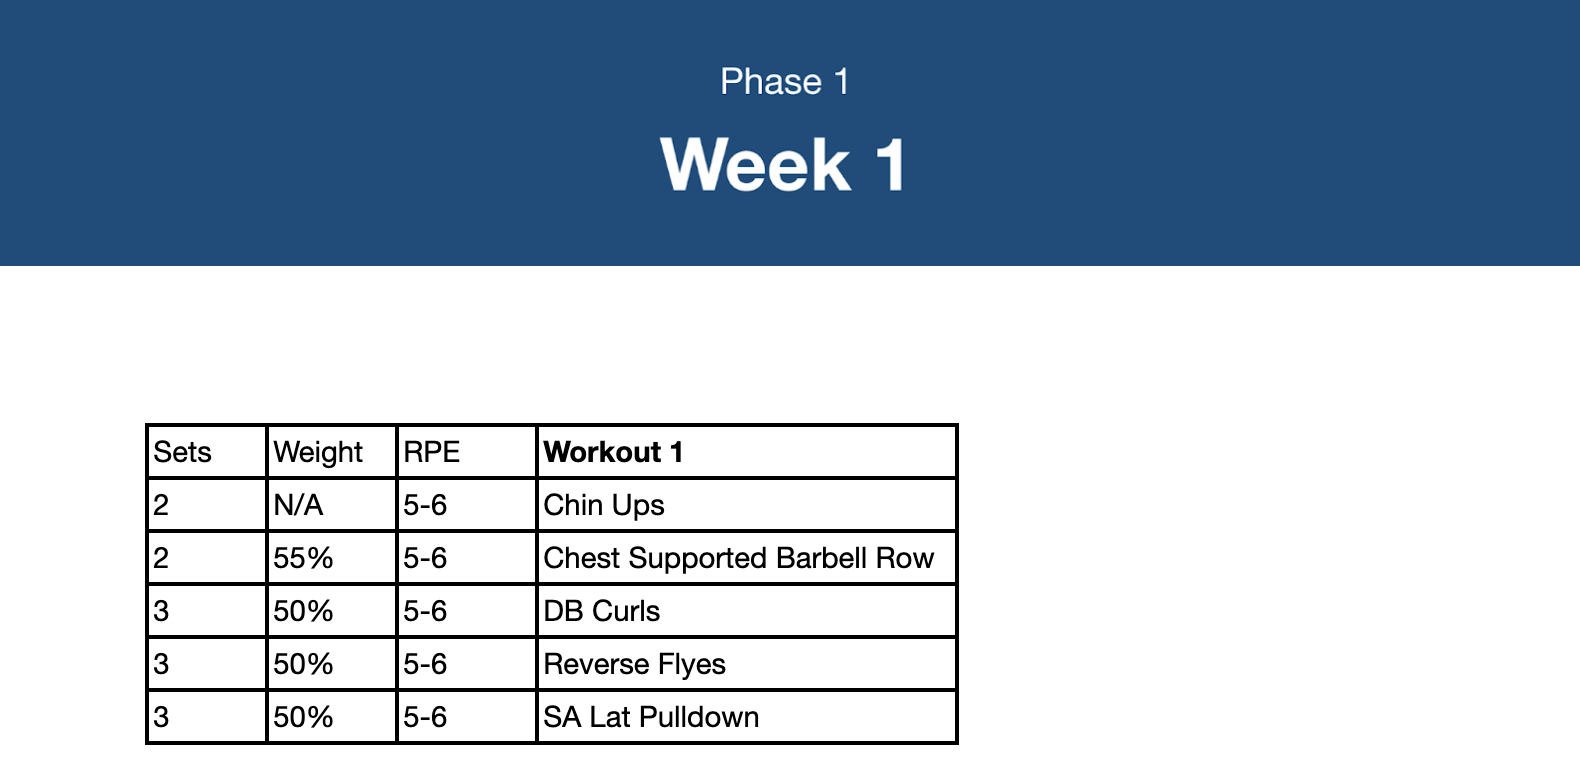 Phase 1
Week 1
Sets Weight RPE Workout 1
2 N/A 5-6 Chin Ups
2 55% 5-6 Chest Supported Barbell Row
3 50% 5-6 DB Curls
3 50% 5-6 Reverse Flyes
3 50% 5-6 SA Lat Pulldown